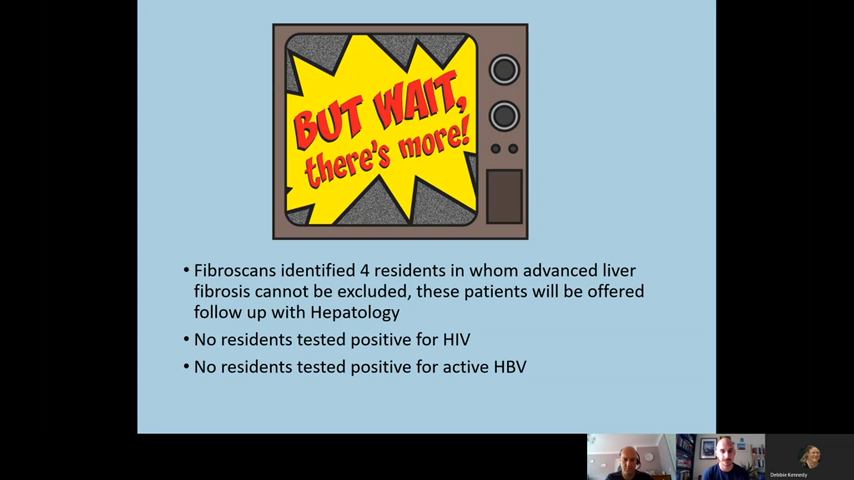 BUT WAIT,
there's more!
• Fibroscans identified 4 residents in whom advanced liver
fibrosis cannot be excluded, these patients will be offered
follow up with Hepatology
• No residents tested positive for HIV
• No residents tested positive for active HBV
Debbie Kennedy